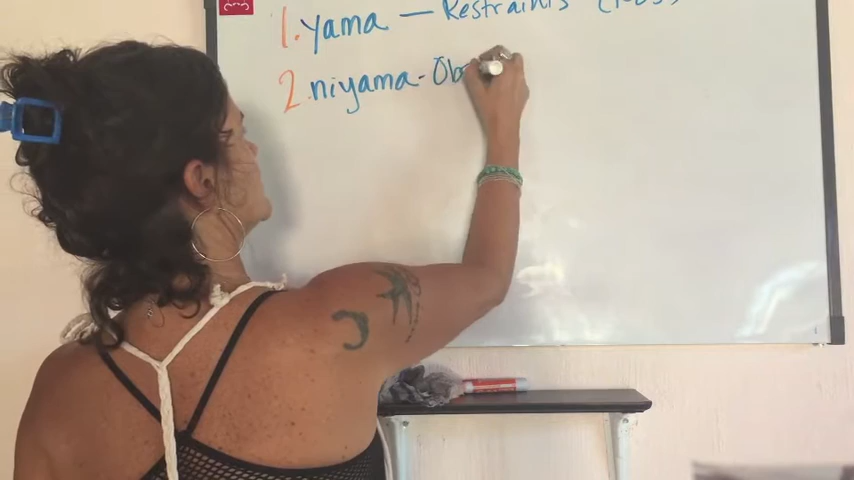 1. yama — Restraints
2. niyama - Ob